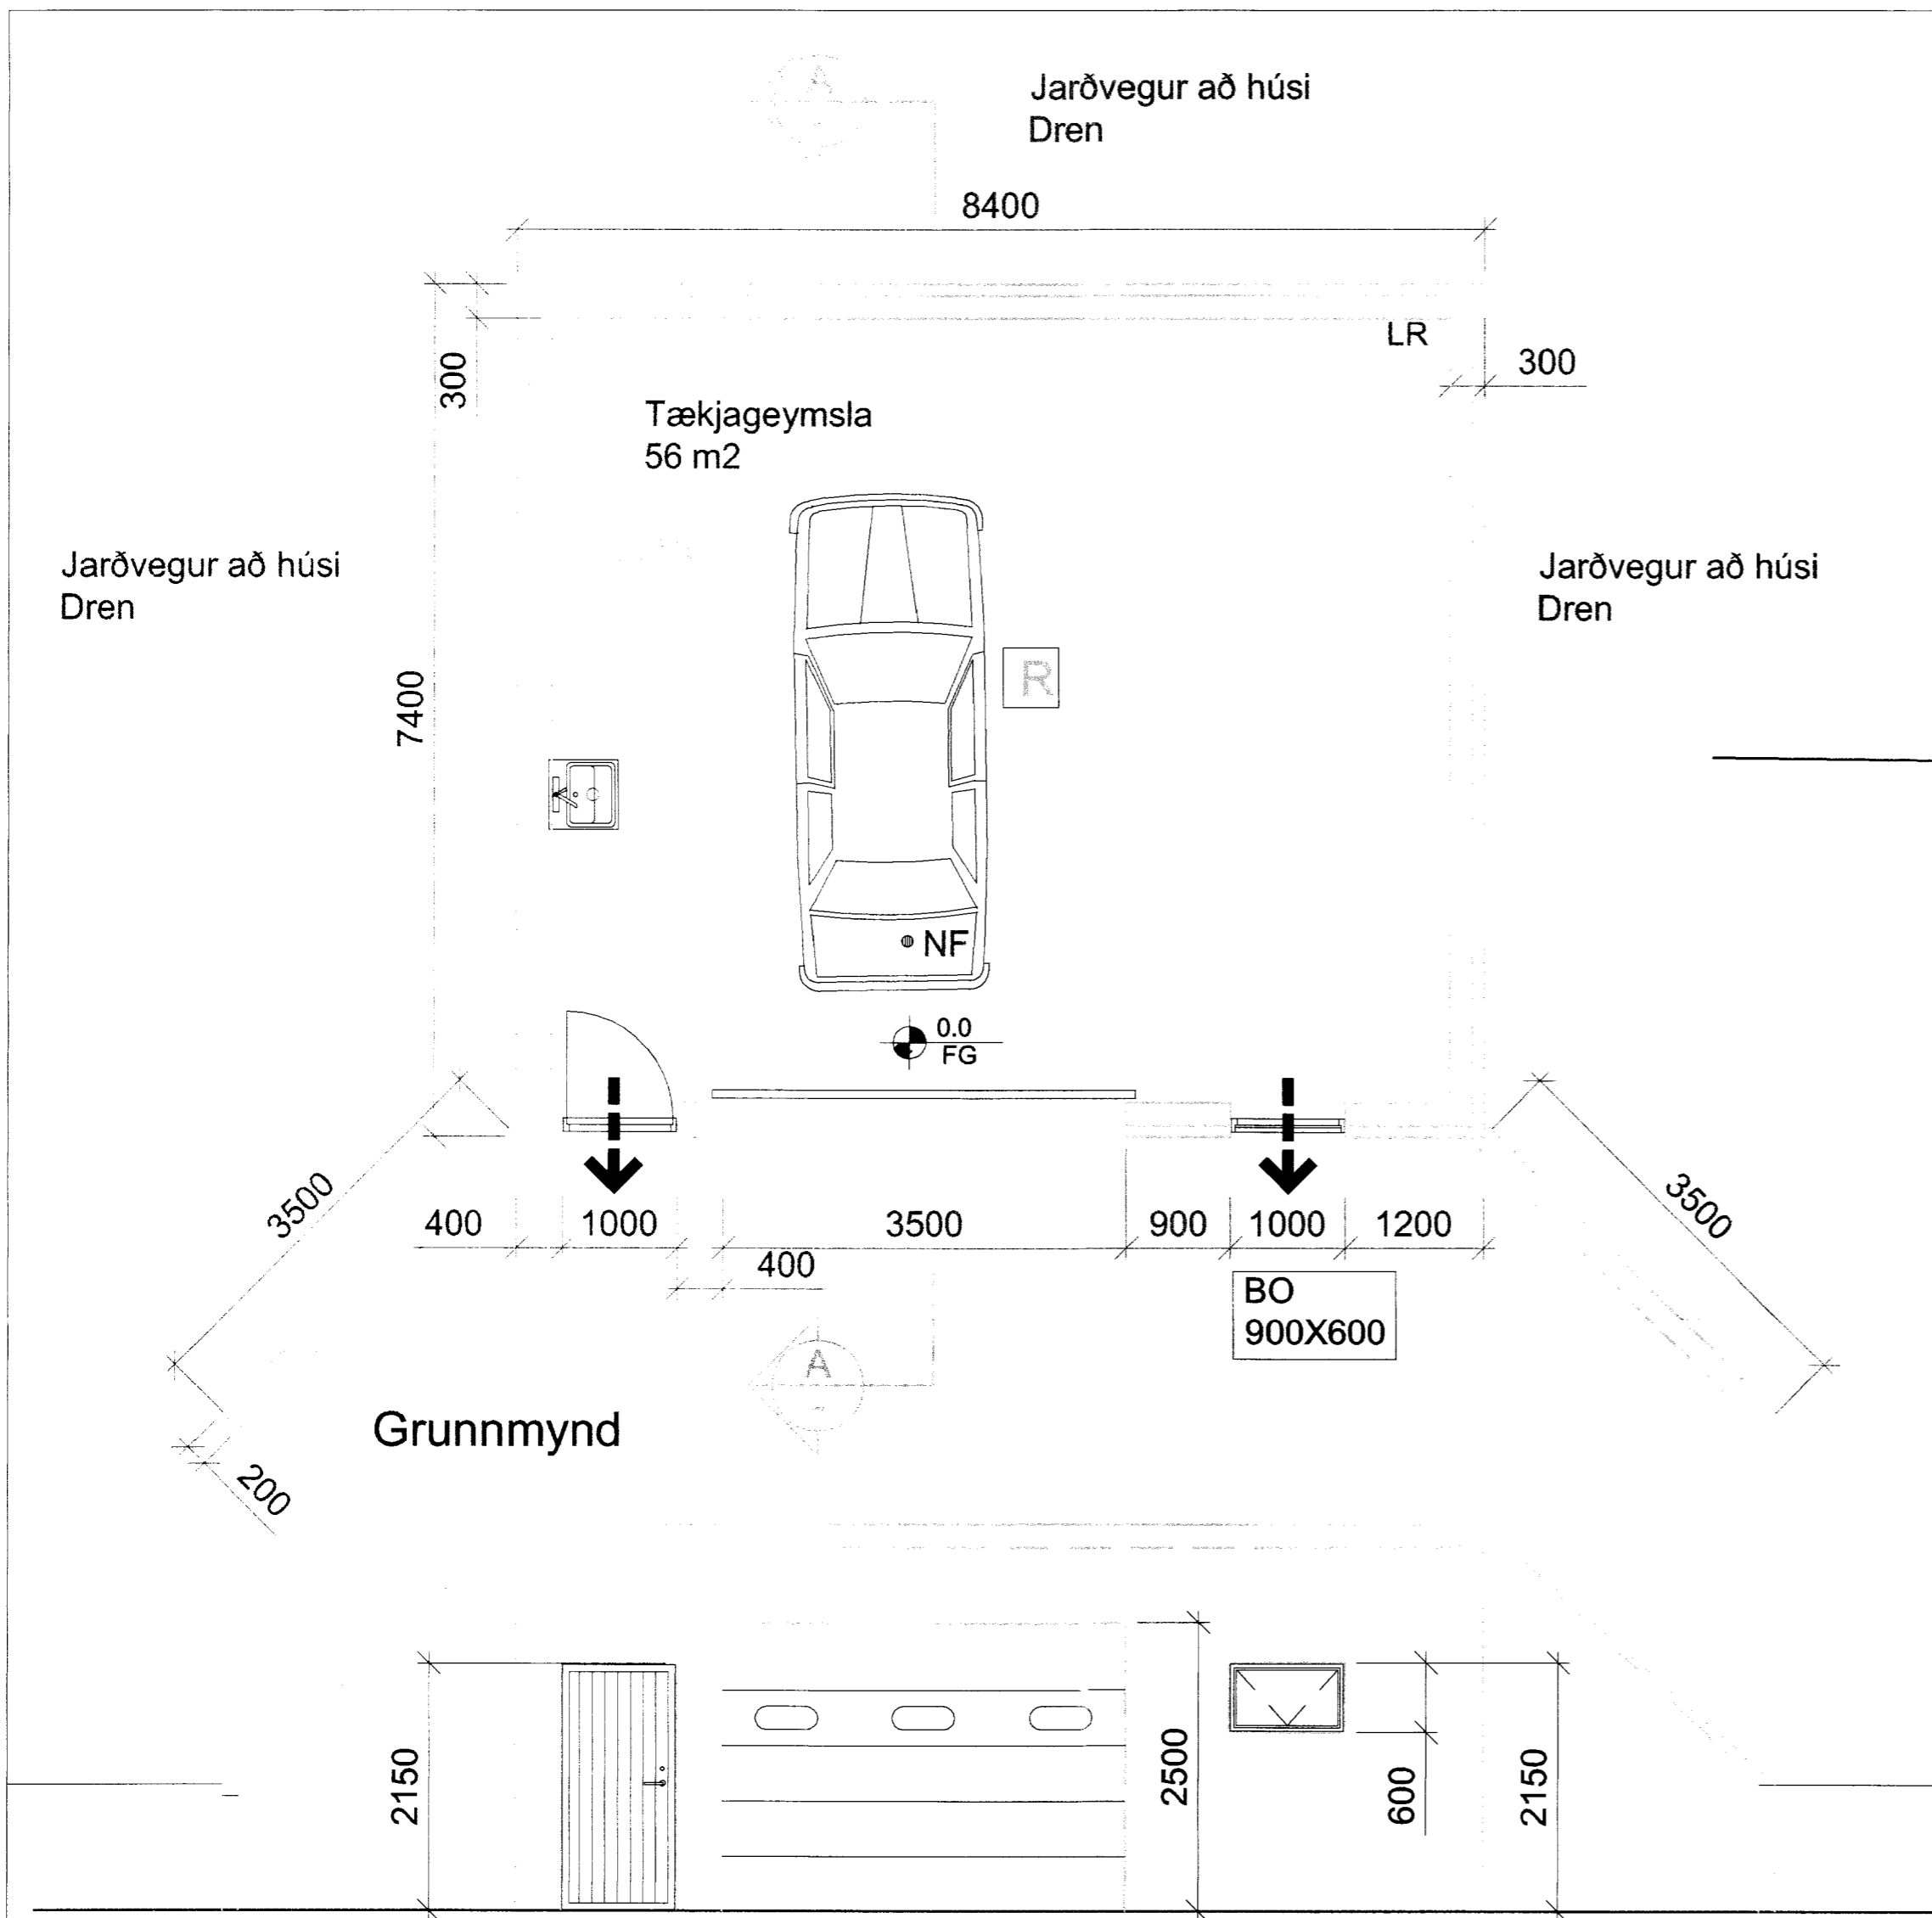 A
Jarðvegur að húsi
Dren
8400
LR
300
300
Tækjageymsla
56 m2
Jarðvegur að húsi
Dren
Jarðvegur að húsi
Dren
R
7400
NF
0.0
FG
3500
3500
400
1000
3500
900
1000
1200
400
BO
900X600
A
Grunnmynd
200
2150
2500
600
2150